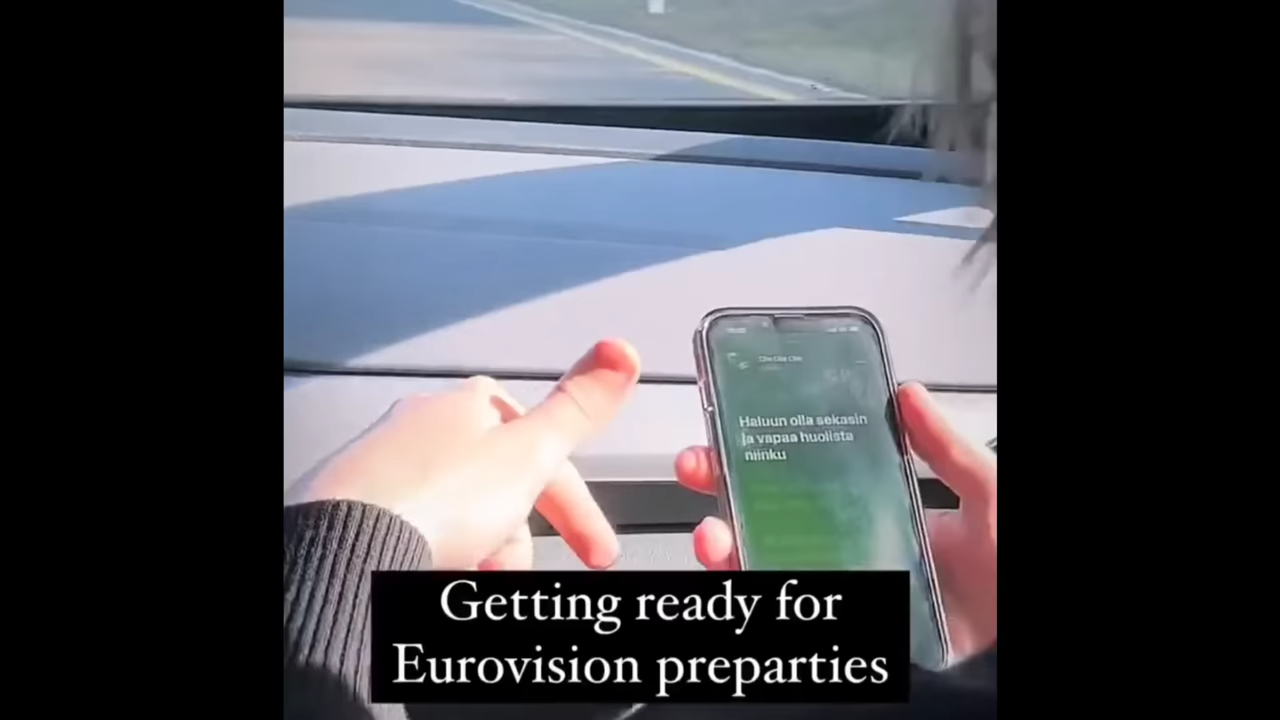 Cha Cha Cha
Haluun olla sekasin
ja vapaa huolista
niinku
Getting ready for
Eurovision preparties